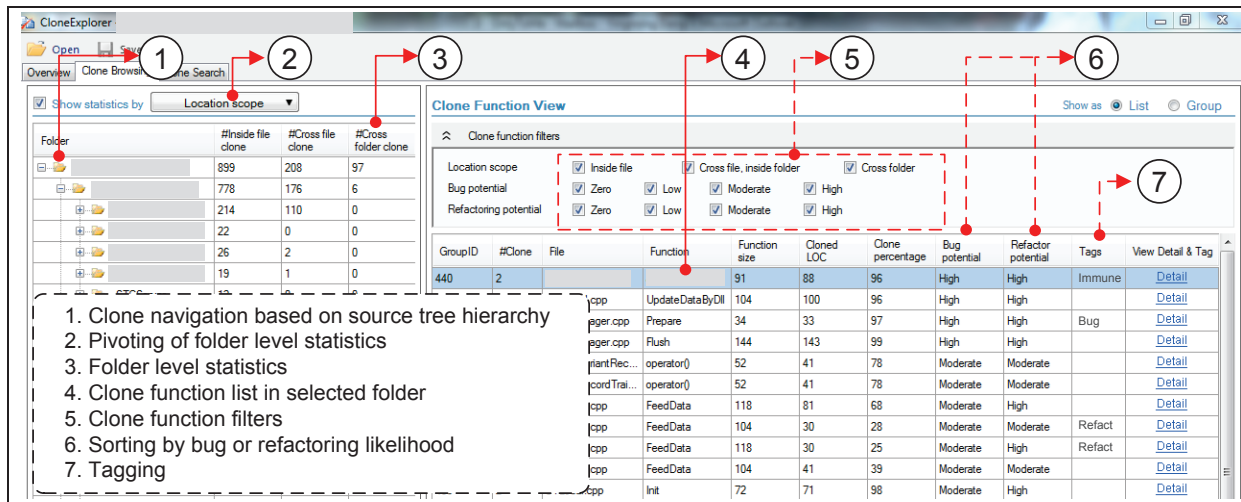 CloneExplorer
Open Save
1 2 3 4 5 6
Overview Clone Browsing Clone Search
Show statistics by Location scope
Folder #Inside file clone #Cross file clone #Cross folder clone
899 208 97
778 176 6
214 110 0
22 0 0
26 2 0
19 1 0
Clone Function View Show as List Group
Clone function filters
Location scope Inside file Cross file, inside folder Cross folder
Bug potential Zero Low Moderate High
Refactoring potential Zero Low Moderate High
7
GroupID #Clone File Function Function size Cloned LOC Clone percentage Bug potential Refactor potential Tags View Detail & Tag
440 2 91 88 96 High High Immune Detail
.cpp UpdateDataByDll 104 100 96 High High Detail
ager.cpp Prepare 34 33 97 High High Bug Detail
ager.cpp Flush 144 143 99 High High Detail
riantRec... operator() 52 41 78 Moderate Moderate Detail
cordTrai... operator() 52 41 78 Moderate Moderate Detail
.cpp FeedData 118 81 68 Moderate High Detail
.cpp FeedData 104 30 28 Moderate Moderate Refact Detail
.cpp FeedData 118 30 25 Moderate High Refact Detail
.cpp FeedData 104 41 39 Moderate Moderate Detail
.cpp Init 72 71 98 Moderate High Detail
1. Clone navigation based on source tree hierarchy
2. Pivoting of folder level statistics
3. Folder level statistics
4. Clone function list in selected folder
5. Clone function filters
6. Sorting by bug or refactoring likelihood
7. Tagging